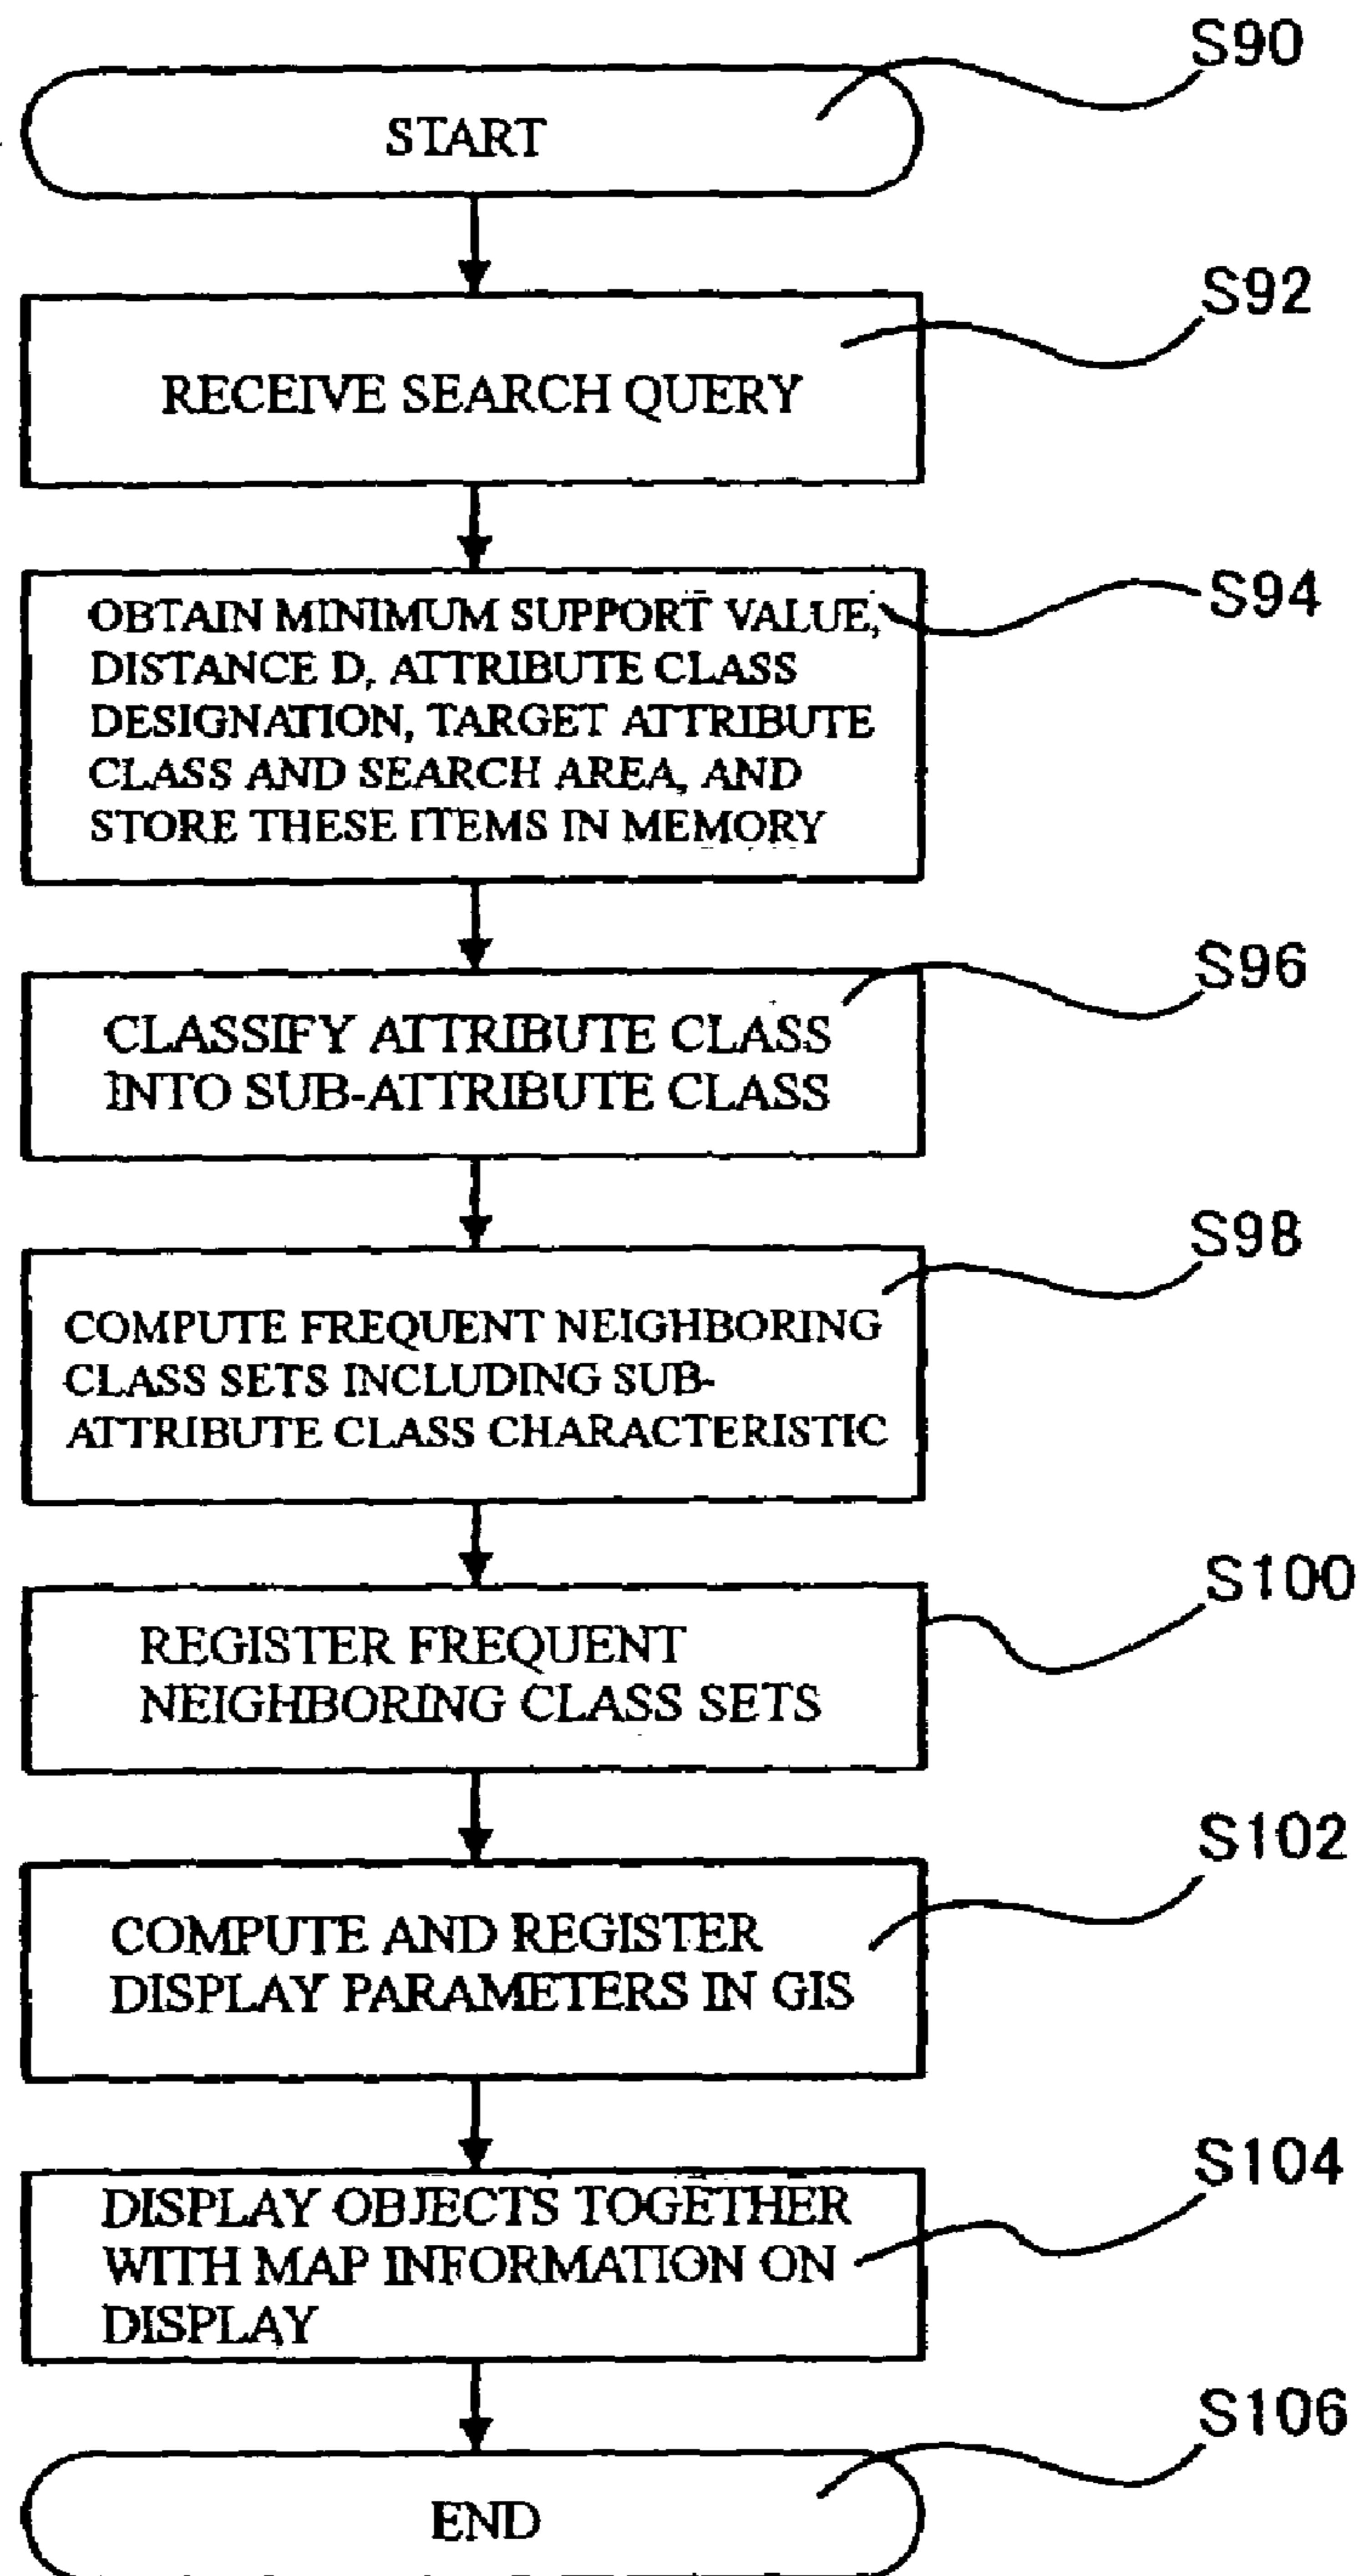 S90
START
S92
RECEIVE SEARCH QUERY
S94
OBTAIN MINIMUM SUPPORT VALUE,
DISTANCE D, ATTRIBUTE CLASS
DESIGNATION, TARGET ATTRIBUTE
CLASS AND SEARCH AREA, AND
STORE THESE ITEMS IN MEMORY
S96
CLASSIFY ATTRIBUTE CLASS
INTO SUB-ATTRIBUTE CLASS
S98
COMPUTE FREQUENT NEIGHBORING
CLASS SETS INCLUDING SUB-
ATTRIBUTE CLASS CHARACTERISTIC
S100
REGISTER FREQUENT
NEIGHBORING CLASS SETS
S102
COMPUTE AND REGISTER
DISPLAY PARAMETERS IN GIS
S104
DISPLAY OBJECTS TOGETHER
WITH MAP INFORMATION ON
DISPLAY
S106
END